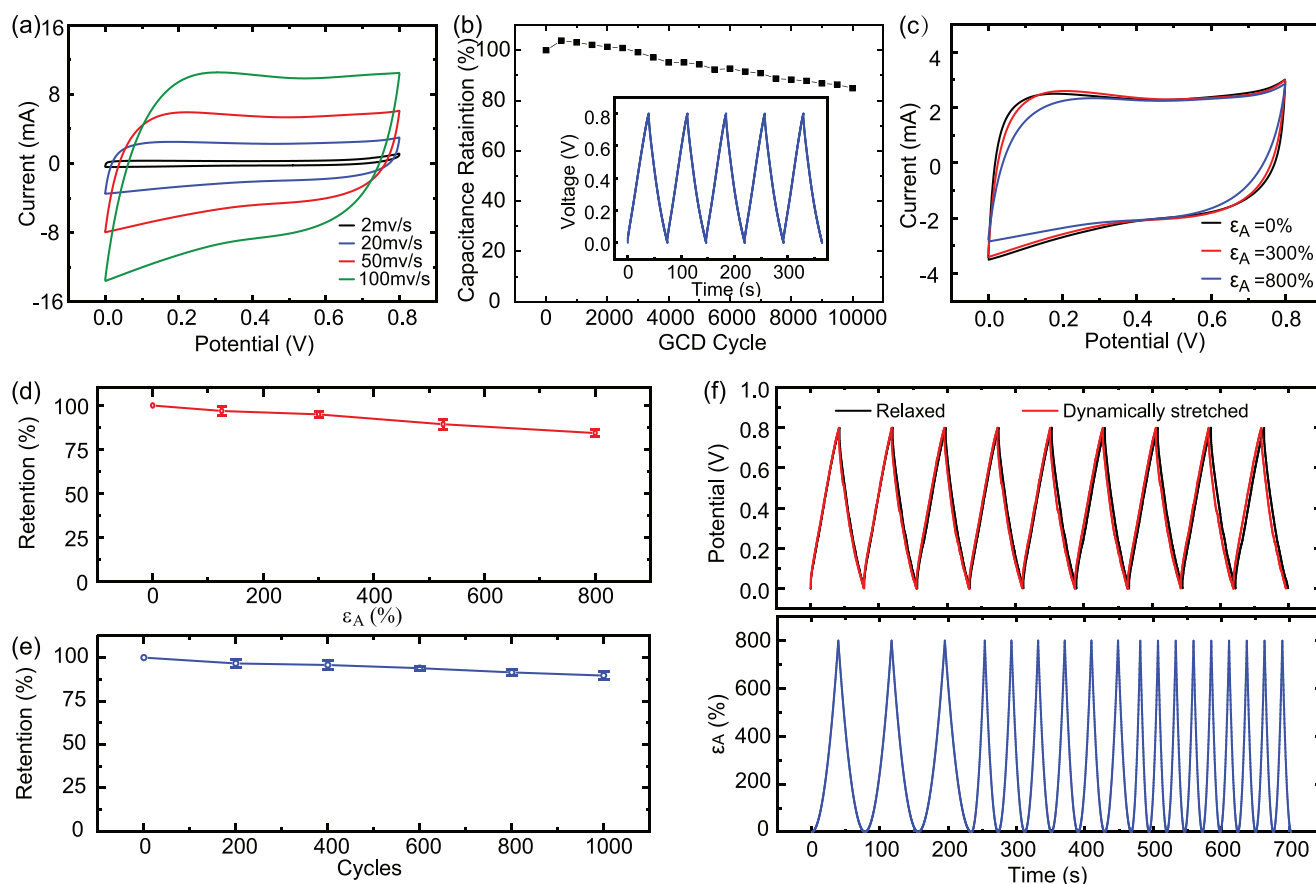 (a)
16
8
0
-8
-16
Current (mA)
0.0 0.2 0.4 0.6 0.8
Potential (V)
2mv/s
20mv/s
50mv/s
100mv/s
(b)
100
80
60
40
20
0
Capacitance Rataintion (%)
0 2000 4000 6000 8000 10000
GCD Cycle
0.8
0.6
0.4
0.2
0.0
Voltage (V)
0 100 200 300
Time (s)
(c)
4
2
0
-2
-4
Current (mA)
0.0 0.2 0.4 0.6 0.8
Potential (V)
εA =0%
εA =300%
εA =800%
(d)
100
75
50
25
0
Retention (%)
0 200 400 600 800
εA (%)
(e)
100
75
50
25
0
Retention (%)
0 200 400 600 800 1000
Cycles
(f)
1.0
0.8
0.6
0.4
0.2
0.0
Potential (V)
Relaxed Dynamically stretched
800
600
400
200
0
εA (%)
0 100 200 300 400 500 600 700
Time (s)